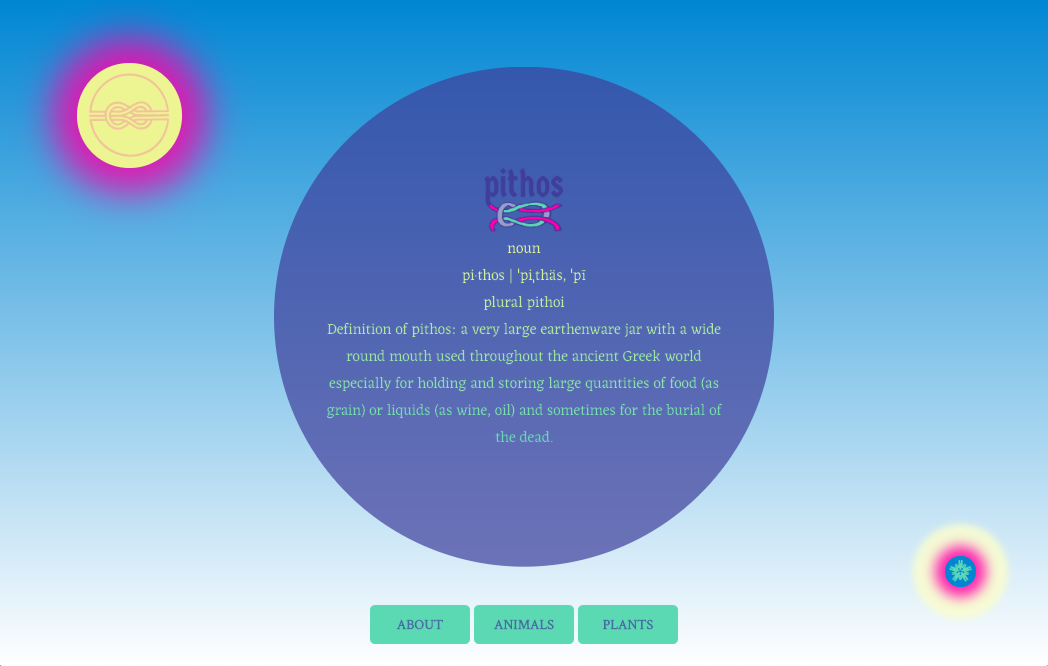 pithos
noun
pi·thos | ˈpiˌthäs, ˈpī
plural pithoi
Definition of pithos: a very large earthenware jar with a wide
round mouth used throughout the ancient Greek world
especially for holding and storing large quantities of food (as
grain) or liquids (as wine, oil) and sometimes for the burial of
the dead.
ABOUT ANIMALS PLANTS